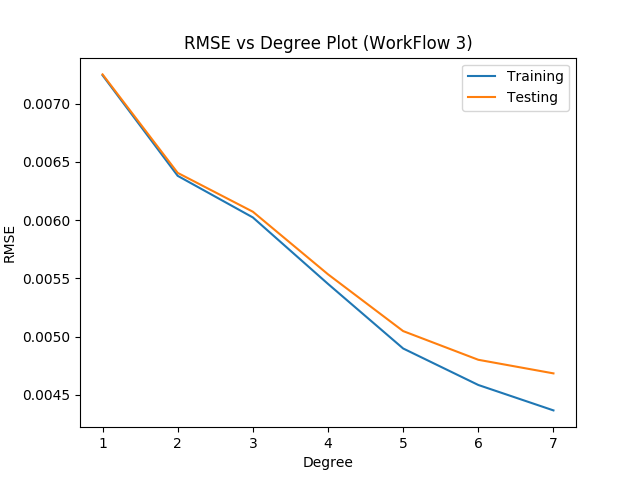 RMSE vs Degree Plot (WorkFlow 3)
Training
Testing
0.0070
0.0065
0.0060
0.0055
0.0050
0.0045
RMSE
1 2 3 4 5 6 7
Degree